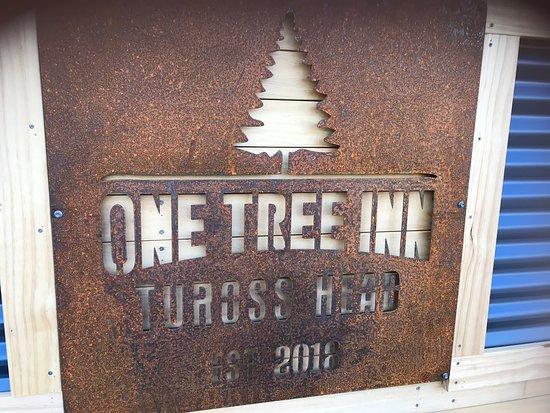 ONE TREE INN
TUROSS HEAD
EST 2018